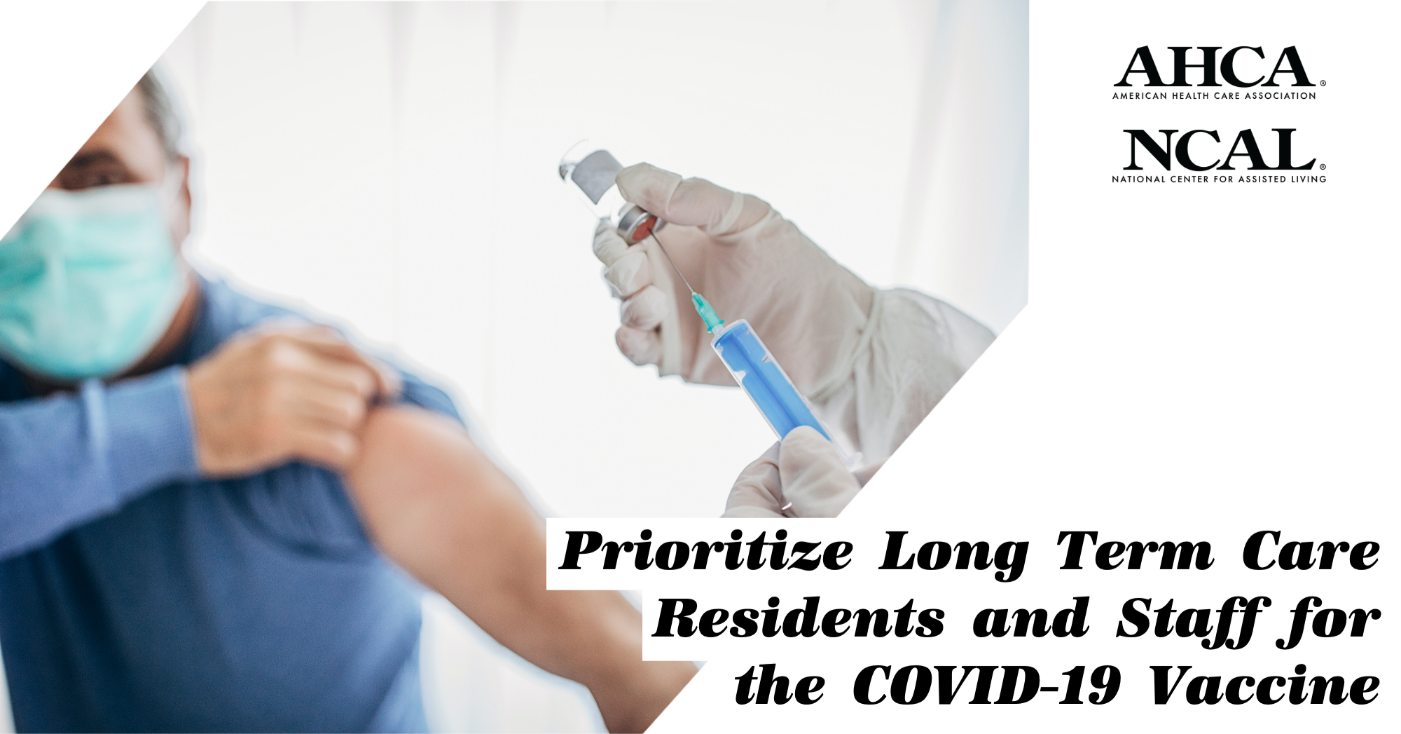 AHCA®
AMERICAN HEALTH CARE ASSOCIATION
NCAL®
NATIONAL CENTER FOR ASSISTED LIVING
Prioritize Long Term Care
Residents and Staff for
the COVID-19 Vaccine